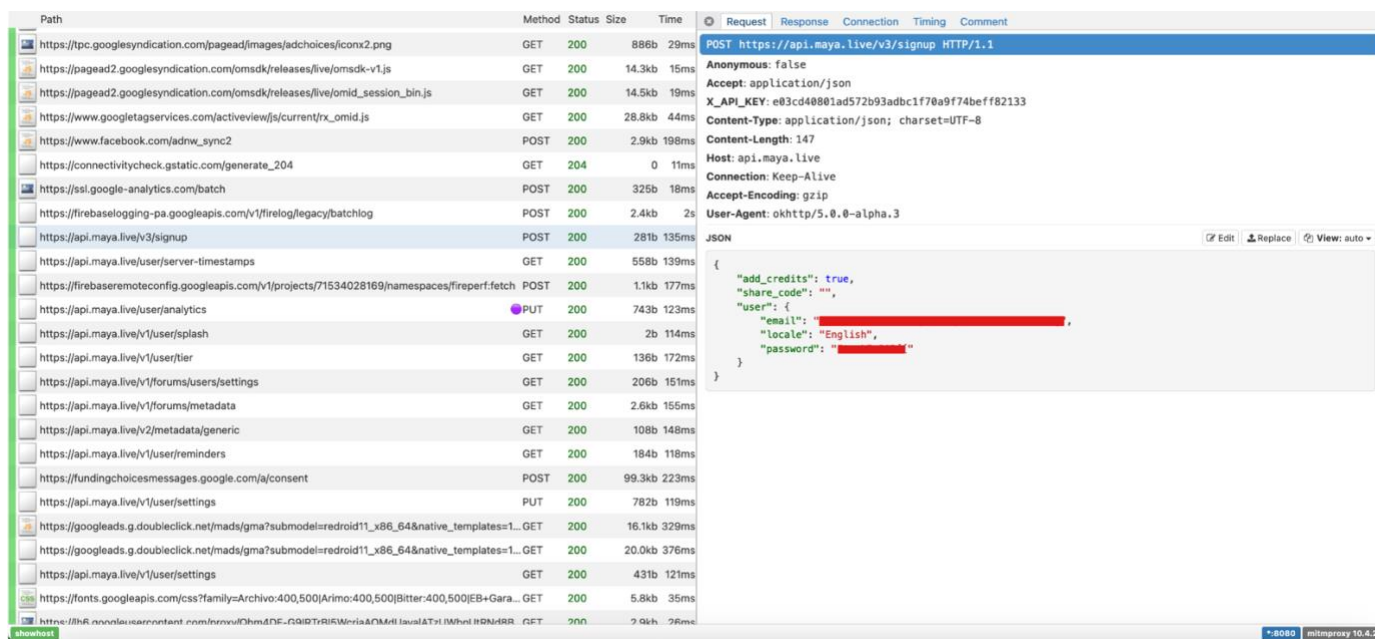 Path Method Status Size Time
https://tpc.googlesyndication.com/pagead/images/adchoices/iconx2.png GET 200 886b 29ms
https://pagead2.googlesyndication.com/omsdk/releases/live/omsdk-v1.js GET 200 14.3kb 15ms
https://pagead2.googlesyndication.com/omsdk/releases/live/omid_session_bin.js GET 200 14.5kb 19ms
https://www.googletagservices.com/activeview/js/current/rx_omid.js GET 200 28.8kb 44ms
https://www.facebook.com/adnw_sync2 POST 200 2.9kb 198ms
https://connectivitycheck.gstatic.com/generate_204 GET 204 0 11ms
https://ssl.google-analytics.com/batch POST 200 325b 18ms
https://firebaselogging-pa.googleapis.com/v1/firelog/legacy/batchlog POST 200 2.4kb 2s
https://api.maya.live/v3/signup POST 200 281b 135ms
https://api.maya.live/user/server-timestamps GET 200 558b 139ms
https://firebaseremoteconfig.googleapis.com/v1/projects/71534028169/namespaces/fireperf:fetch POST 200 1.1kb 177ms
https://api.maya.live/user/analytics PUT 200 743b 123ms
https://api.maya.live/v1/user/splash GET 200 2b 114ms
https://api.maya.live/v1/user/tier GET 200 136b 172ms
https://api.maya.live/v1/forums/users/settings GET 200 206b 151ms
https://api.maya.live/v1/forums/metadata GET 200 2.6kb 155ms
https://api.maya.live/v2/metadata/generic GET 200 108b 148ms
https://api.maya.live/v1/user/reminders GET 200 184b 118ms
https://fundingchoicesmessages.google.com/a/consent POST 200 99.3kb 223ms
https://api.maya.live/v1/user/settings PUT 200 782b 119ms
https://googleads.g.doubleclick.net/mads/gma?submodel=redroid11_x86_64&native_templates=1... GET 200 16.1kb 329ms
https://googleads.g.doubleclick.net/mads/gma?submodel=redroid11_x86_64&native_templates=1... GET 200 20.0kb 376ms
https://api.maya.live/v1/user/settings GET 200 431b 121ms
CSS https://fonts.googleapis.com/css?family=Archivo:400,500|Arimo:400,500|Bitter:400,500|EB+Gara... GET 200 5.8kb 35ms
GET 200 2.9kb 26ms
showhost
Request Response Connection Timing Comment
POST https://api.maya.live/v3/signup HTTP/1.1
Anonymous: false
Accept: application/json
X_API_KEY: e03cd40801ad572b93adbc1f70a9f74beff82133
Content-Type: application/json; charset=UTF-8
Content-Length: 147
Host: api.maya.live
Connection: Keep-Alive
Accept-Encoding: gzip
User-Agent: okhttp/5.0.0-alpha.3
JSON Edit Replace View: auto
{
"add_credits": true,
"share_code": "",
"user": {
"email": "",
"locale": "English",
"password": ""
}
}
*:8080 mitmproxy 10.4.2